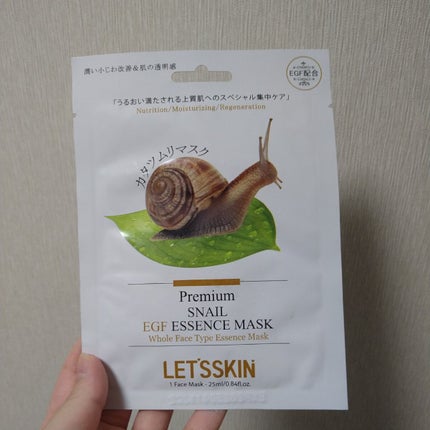 潤い小じわ改善&肌の透明感
EGF配合
「うるおい満たされる上質肌へのスペシャル集中ケア」
Nutrition/Moisturizing/Regeneration
カタツムリマスク
Premium
SNAIL
EGF ESSENCE MASK
Whole Face Type Essence Mask
LET'SSKIN
1 Face Mask - 25ml/0.84fl.oz.